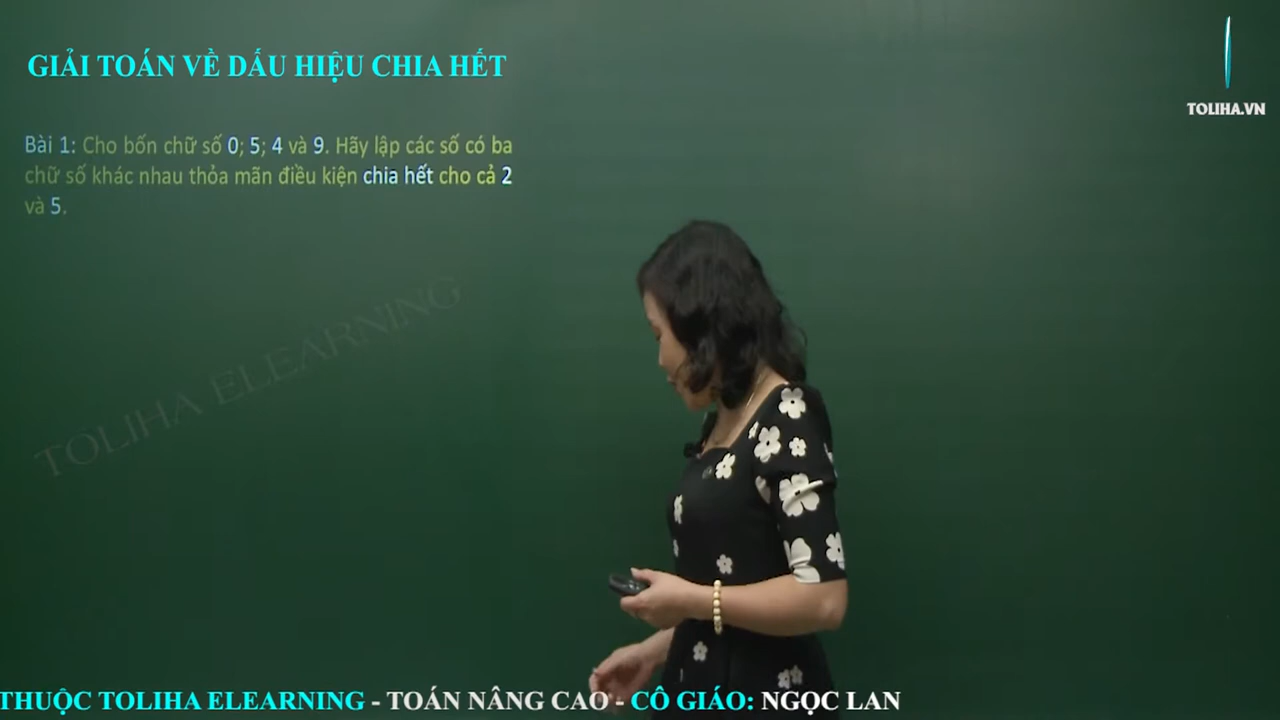 GIẢI TOÁN VỀ DẤU HIỆU CHIA HẾT
TOLIHA.VN
Bài 1: Cho bốn chữ số 0; 5; 4 và 9. Hãy lập các số có ba
chữ số khác nhau thỏa mãn điều kiện chia hết cho cả 2
và 5.
TOLIHA ELEARNING
THUỘC TOLIHA ELEARNING - TOÁN NÂNG CAO - CÔ GIÁO: NGỌC LAN